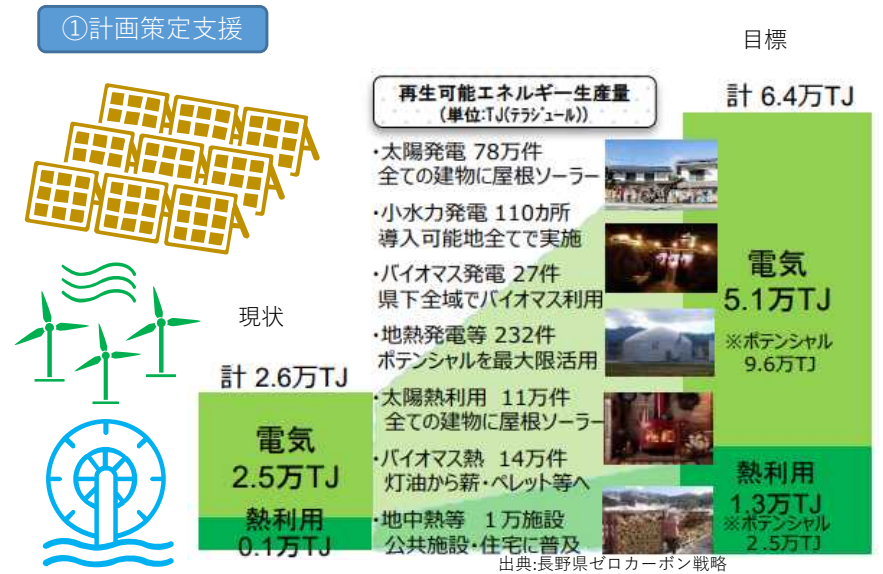 ①計画策定支援
目標
再生可能エネルギー生産量
(単位:TJ(テラジュール))
計 6.4万TJ
・太陽発電 78万件
全ての建物に屋根ソーラー
・小水力発電 110カ所
導入可能地全てで実施
・バイオマス発電 27件
県下全域でバイオマス利用
・地熱発電等 232件
ポテンシャルを最大限活用
・太陽熱利用 11万件
全ての建物に屋根ソーラー
・バイオマス熱 14万件
灯油から薪・ペレット等へ
・地中熱等 1万施設
公共施設・住宅に普及
電気
5.1万TJ
※ポテンシャル
9.6万TJ
熱利用
1.3万TJ
※ポテンシャル
2.5万TJ
現状
計 2.6万TJ
電気
2.5万TJ
熱利用
0.1万TJ
出典:長野県ゼロカーボン戦略